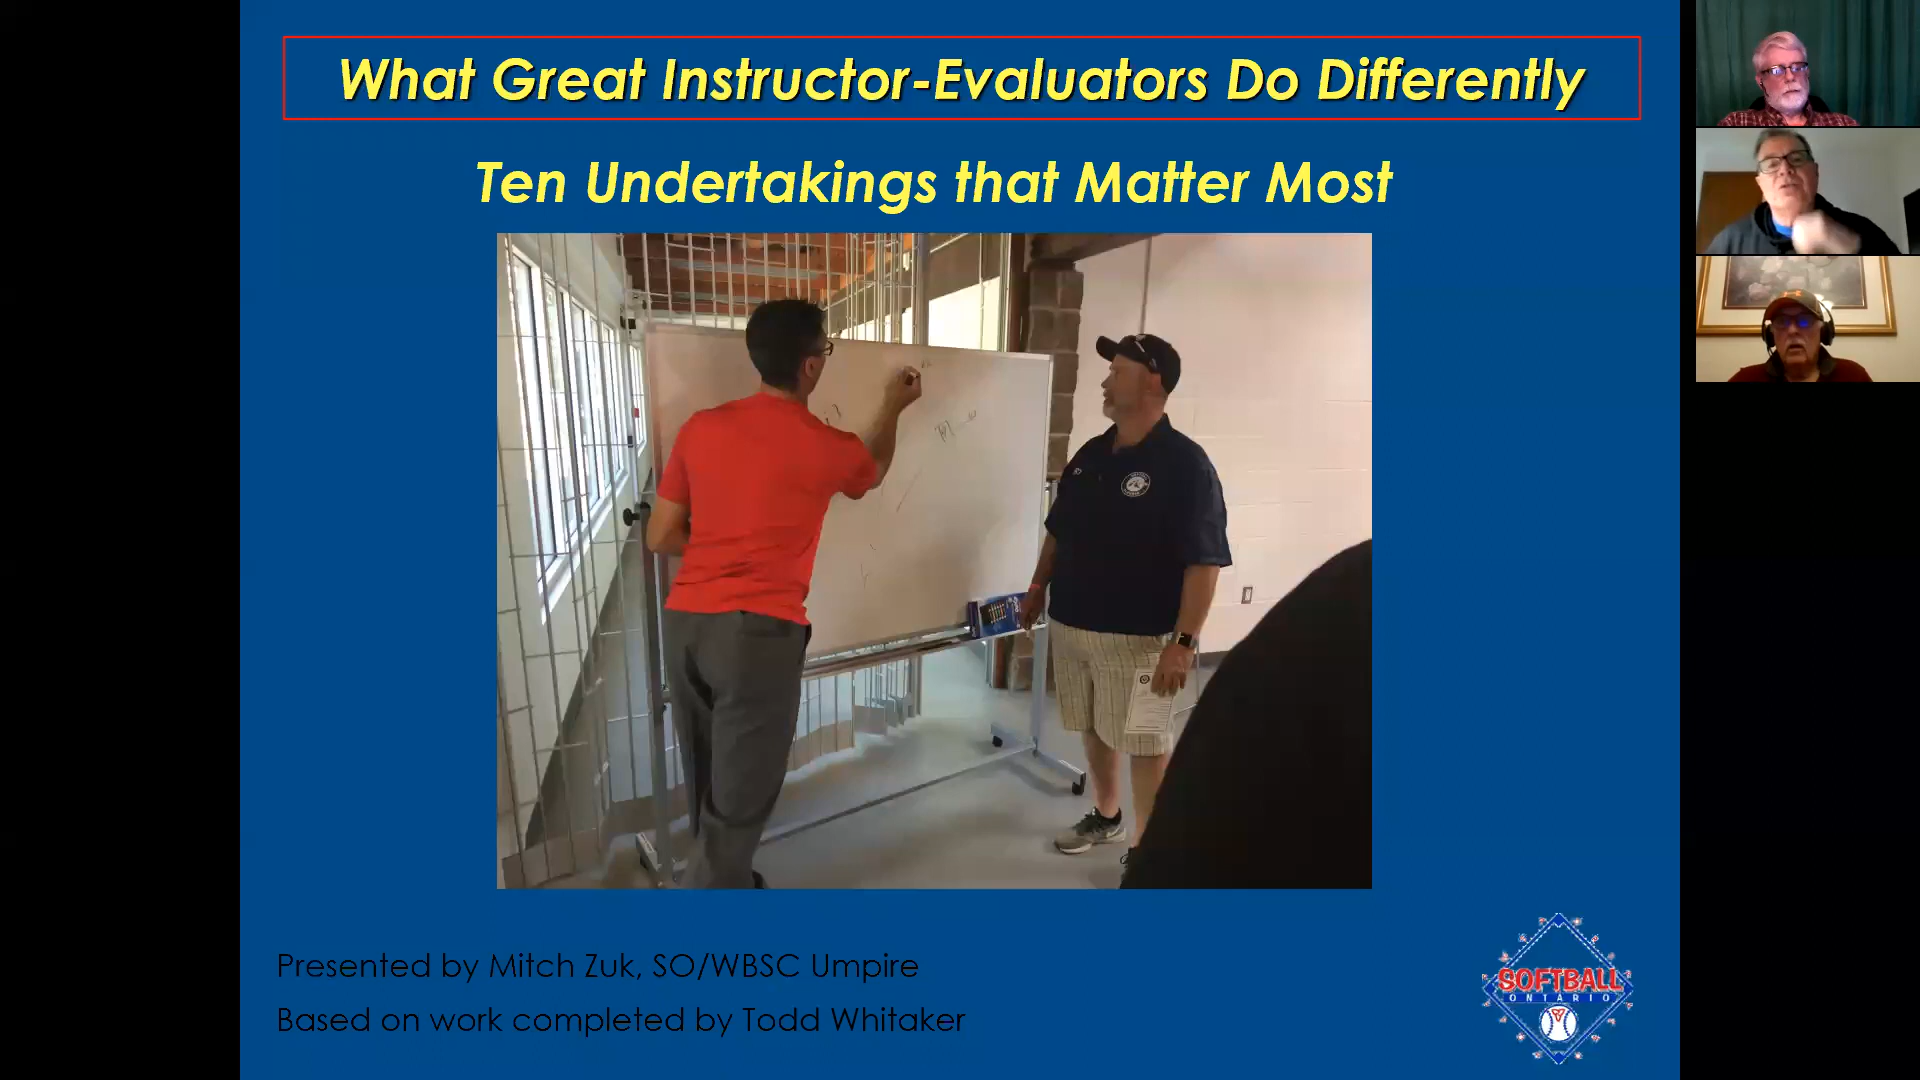 What Great Instructor-Evaluators Do Differently
Ten Undertakings that Matter Most
Presented by Mitch Zuk, SO/WBSC Umpire
Based on work completed by Todd Whitaker
SOFTBALL
ONTARIO